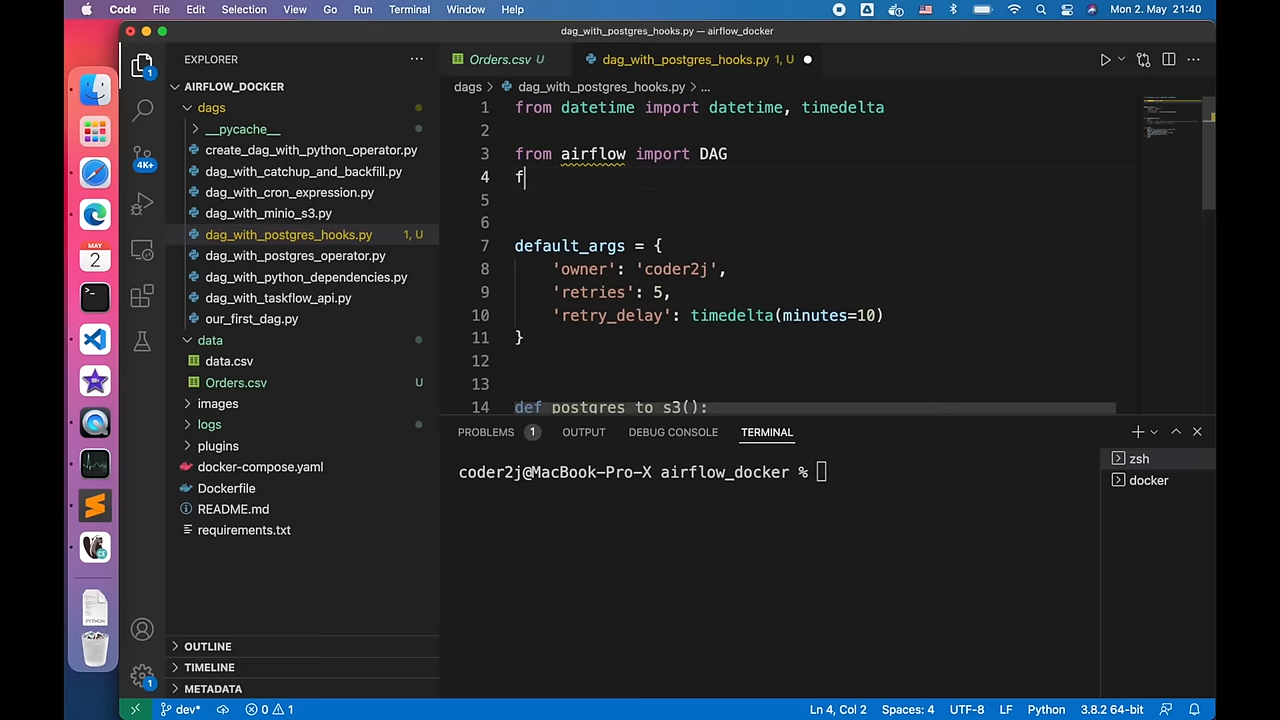 Code File Edit Selection View Go Run Terminal Window Help Mon 2. May 21:40
dag_with_postgres_hooks.py — airflow_docker
EXPLORER
Orders.csv U
dag_with_postgres_hooks.py 1, U
AIRFLOW_DOCKER
dags > dag_with_postgres_hooks.py > ...
dags
__pycache__
create_dag_with_python_operator.py
dag_with_catchup_and_backfill.py
dag_with_cron_expression.py
dag_with_minio_s3.py
dag_with_postgres_hooks.py 1, U
dag_with_postgres_operator.py
dag_with_python_dependencies.py
dag_with_taskflow_api.py
our_first_dag.py
data
data.csv
Orders.csv U
images
logs
plugins
docker-compose.yaml
Dockerfile
README.md
requirements.txt
OUTLINE
TIMELINE
METADATA
1
4K+
1
MAY
2
PYTHON
1 from datetime import datetime, timedelta
2
3 from airflow import DAG
4 f
5
6
7 default_args = {
8 'owner': 'coder2j',
9 'retries': 5,
10 'retry_delay': timedelta(minutes=10)
11 }
12
13
14 def postgres_to_s3():
PROBLEMS 1 OUTPUT DEBUG CONSOLE TERMINAL
coder2j@MacBook-Pro-X airflow_docker %
zsh
docker
dev* 0 1 Ln 4, Col 2 Spaces: 4 UTF-8 LF Python 3.8.2 64-bit